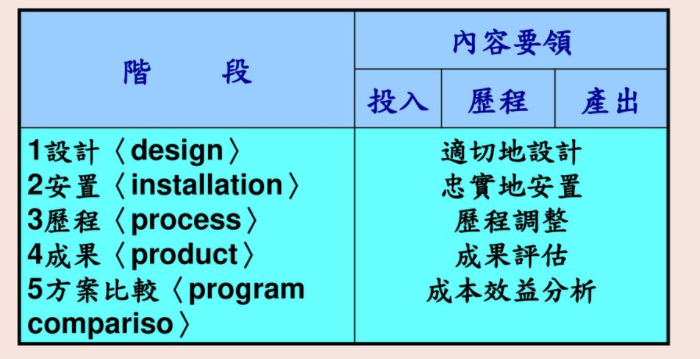 階 段
內容要領
投入 歷程 產出
1設計〈design〉
適切地設計
2安置〈installation〉
忠實地安置
3歷程〈process〉
歷程調整
4成果〈product〉
成果評估
5方案比較〈program
成本效益分析
compariso〉